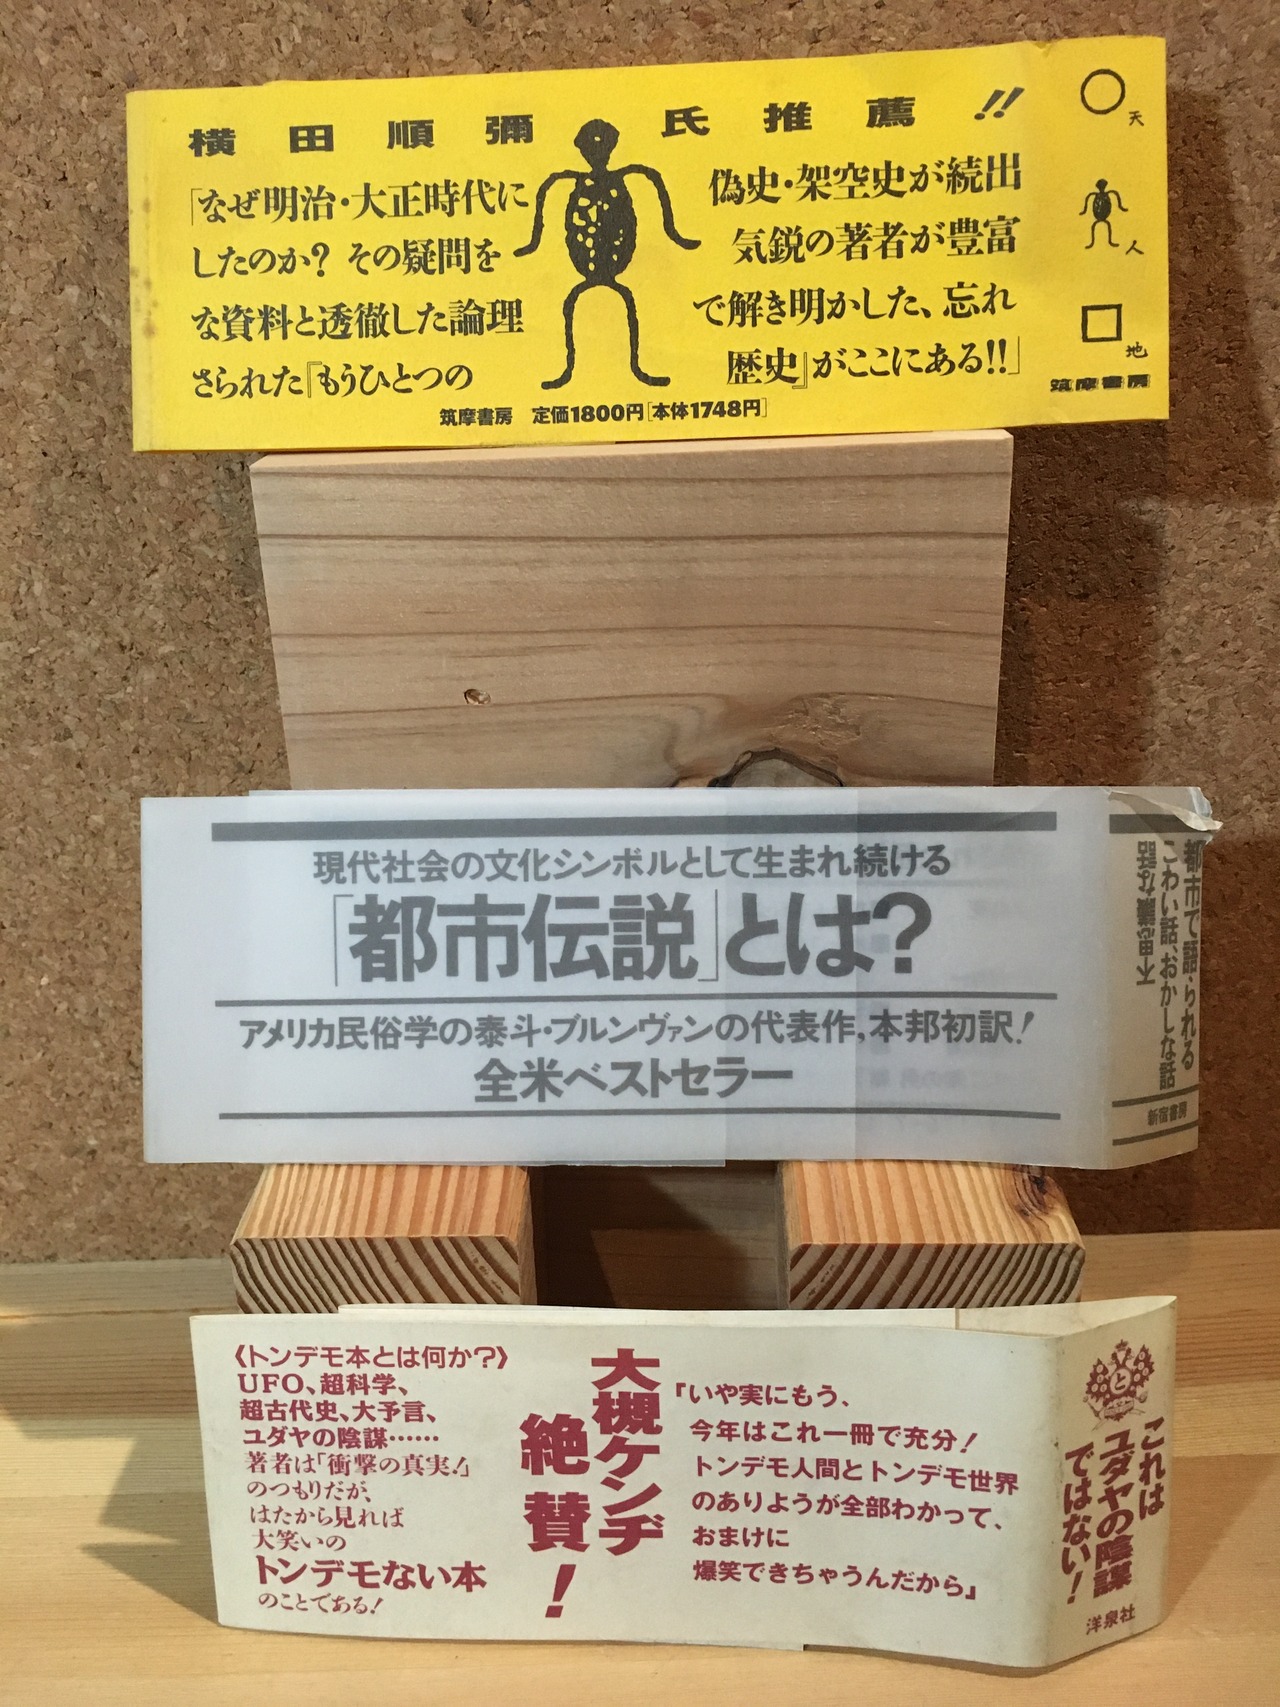 横田順彌氏推薦!!
「なぜ明治・大正時代に偽史・架空史が続出
したのか? その疑問を気鋭の著者が豊富
な資料と透徹した論理で解き明かした、忘れ
さられた『もうひとつの歴史』がここにある!!」
筑摩書房 定価1800円[本体1748円]
天
人
地
筑摩書房
現代社会の文化シンボルとして生まれ続ける
「都市伝説」とは?
アメリカ民俗学の泰斗・ブルンヴァンの代表作,本邦初訳!
全米ベストセラー
都市で語られる
こわい話、おかしな話
不思議な話
新宿書房
《トンデモ本とは何か?》
UFO、超科学、
超古代史、大予言、
ユダヤの陰謀……
著者は「衝撃の真実!」
のつもりだが、
はたから見れば
大笑いの
トンデモない本
のことである!
大槻ケンヂ
絶賛!
「いや実にもう、
今年はこれ一冊で充分!
トンデモ人間とトンデモ世界
のありようが全部わかって、
おまけに
爆笑できちゃうんだから」
と
これは
ユダヤの陰謀
ではない!
洋泉社